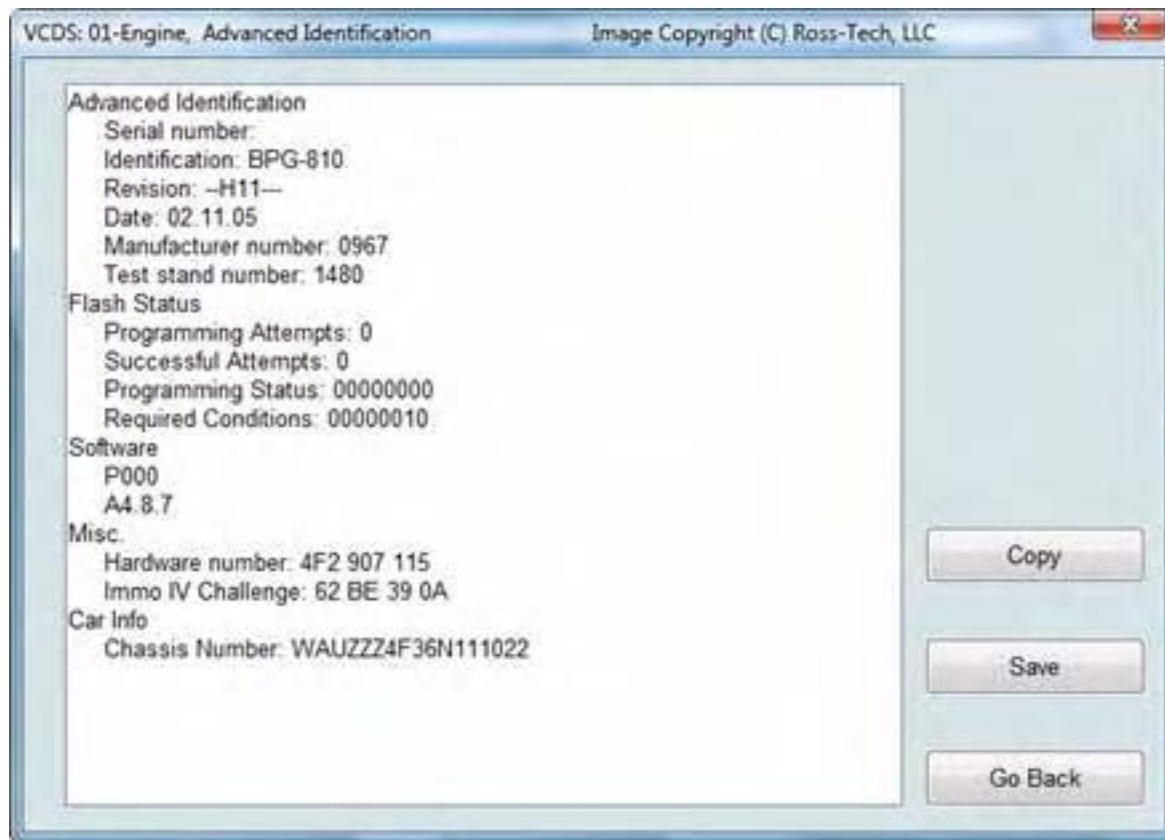 VCDS: 01-Engine, Advanced Identification Image Copyright (C) Ross-Tech, LLC
Advanced Identification
Serial number:
Identification: BPG-810
Revision: --H11---
Date: 02.11.05
Manufacturer number: 0967
Test stand number: 1480
Flash Status
Programming Attempts: 0
Successful Attempts: 0
Programming Status: 00000000
Required Conditions: 00000010
Software
P000
A4.8.7
Misc.
Hardware number: 4F2 907 115
Immo IV Challenge: 62 BE 39 0A
Car Info
Chassis Number: WAUZZZ4F36N111022
Copy
Save
Go Back